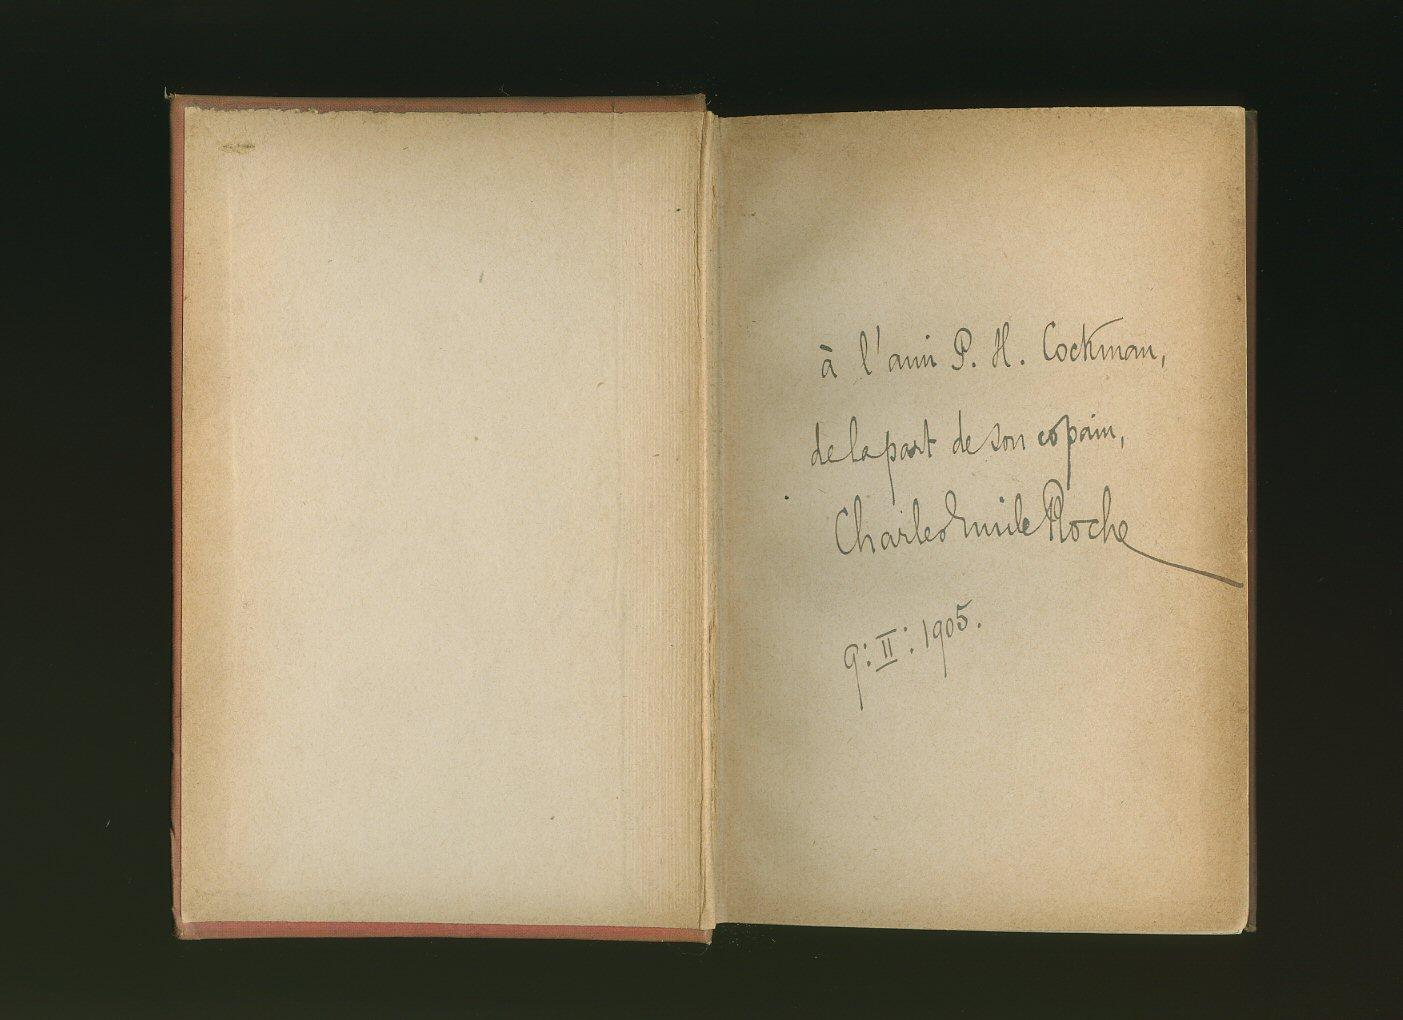 à l'ami P. H. Cockman,
de la part de son copain,
Charles Emile Roche
9 : II : 1905.